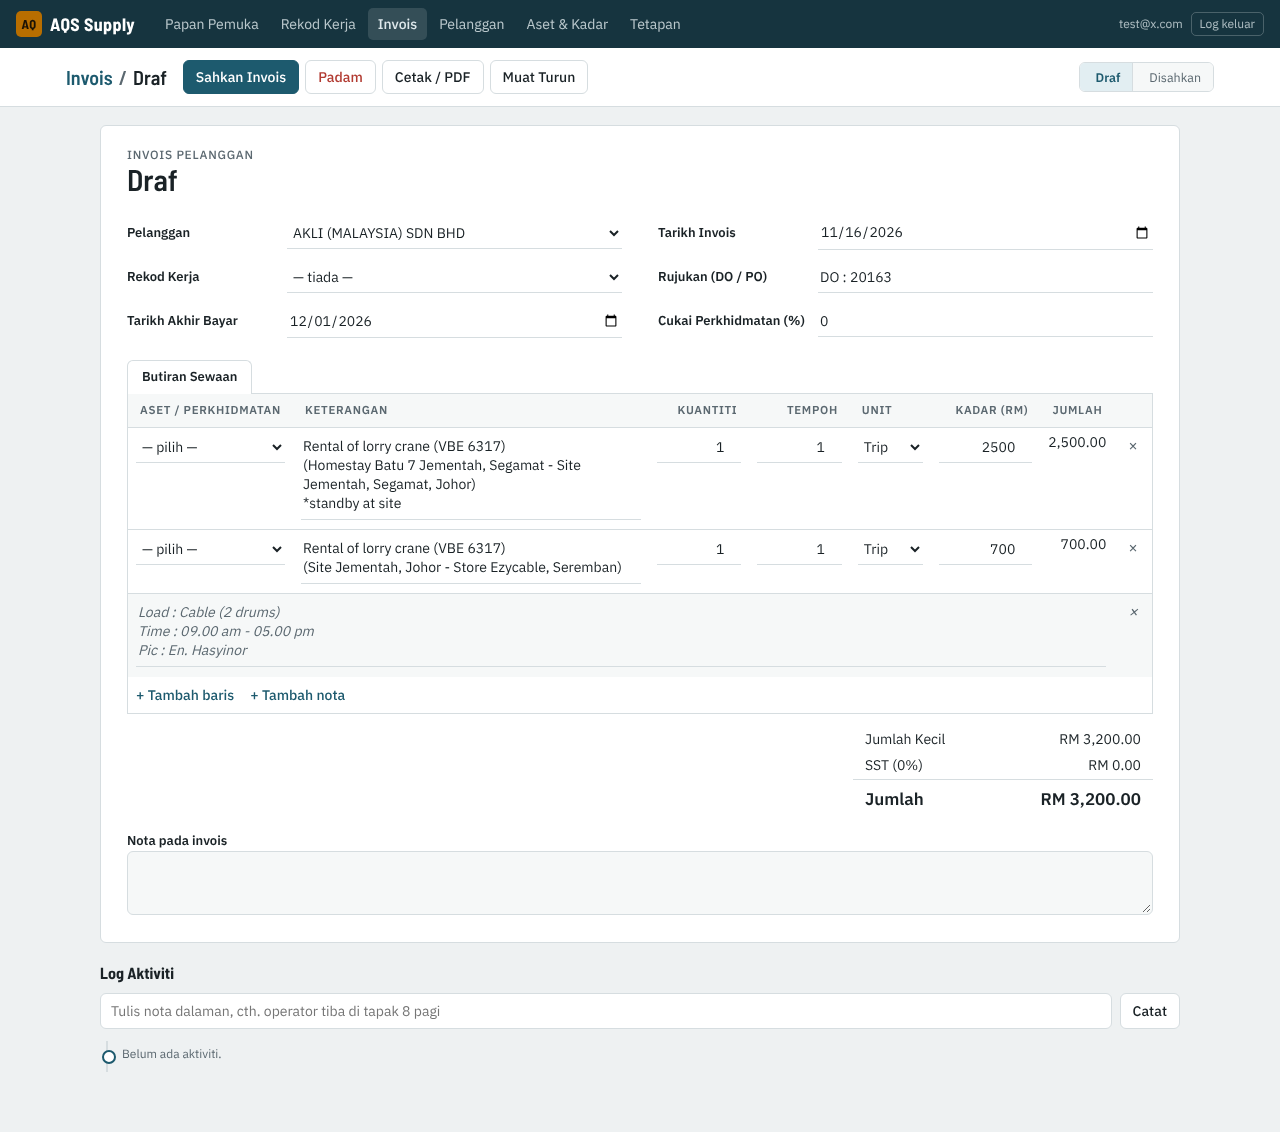 AQ AQS Supply Papan Pemuka Rekod Kerja Invois Pelanggan Aset & Kadar Tetapan test@x.com Log keluar
Invois / Draf Sahkan Invois Padam Cetak / PDF Muat Turun Draf Disahkan
INVOIS PELANGGAN
Draf
Pelanggan AKLI (MALAYSIA) SDN BHD Tarikh Invois 11/16/2026
Rekod Kerja — tiada — Rujukan (DO / PO) DO : 20163
Tarikh Akhir Bayar 12/01/2026 Cukai Perkhidmatan (%) 0
Butiran Sewaan
ASET / PERKHIDMATAN KETERANGAN KUANTITI TEMPOH UNIT KADAR (RM) JUMLAH
— pilih — Rental of lorry crane (VBE 6317) 1 1 Trip 2500 2,500.00 ×
(Homestay Batu 7 Jementah, Segamat - Site
Jementah, Segamat, Johor)
*standby at site
— pilih — Rental of lorry crane (VBE 6317) 1 1 Trip 700 700.00 ×
(Site Jementah, Johor - Store Ezycable, Seremban)
Load : Cable (2 drums) ×
Time : 09.00 am - 05.00 pm
Pic : En. Hasyinor
+ Tambah baris + Tambah nota
Jumlah Kecil RM 3,200.00
SST (0%) RM 0.00
Jumlah RM 3,200.00
Nota pada invois
Log Aktiviti
Tulis nota dalaman, cth. operator tiba di tapak 8 pagi Catat
Belum ada aktiviti.